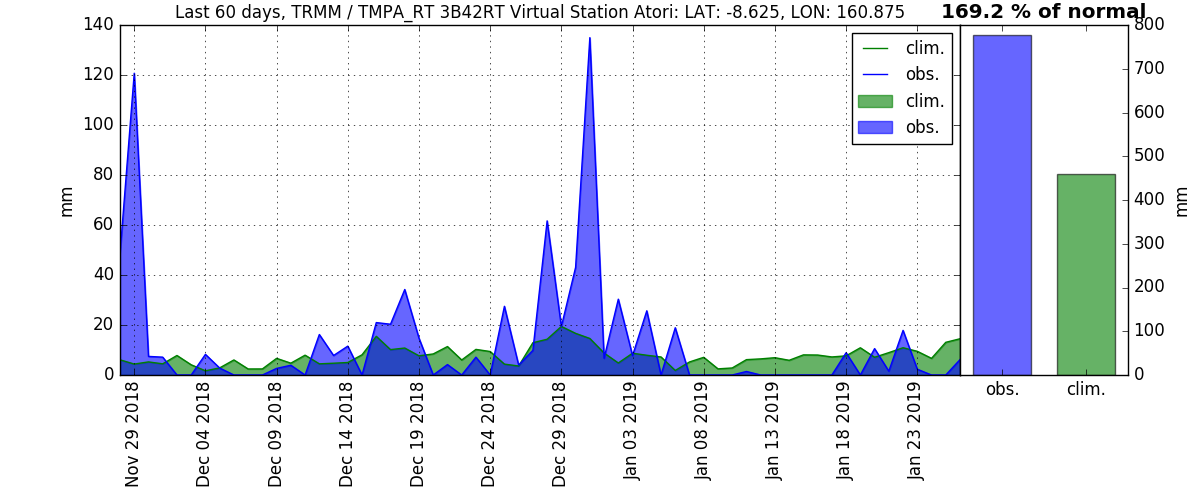 Last 60 days, TRMM / TMPA_RT 3B42RT Virtual Station Atori: LAT: -8.625, LON: 160.875
169.2 % of normal
140
120
100
80
60
40
20
0
mm
clim.
obs.
clim.
obs.
800
700
600
500
400
300
200
100
0
mm
Nov 29 2018
Dec 04 2018
Dec 09 2018
Dec 14 2018
Dec 19 2018
Dec 24 2018
Dec 29 2018
Jan 03 2019
Jan 08 2019
Jan 13 2019
Jan 18 2019
Jan 23 2019
obs.
clim.